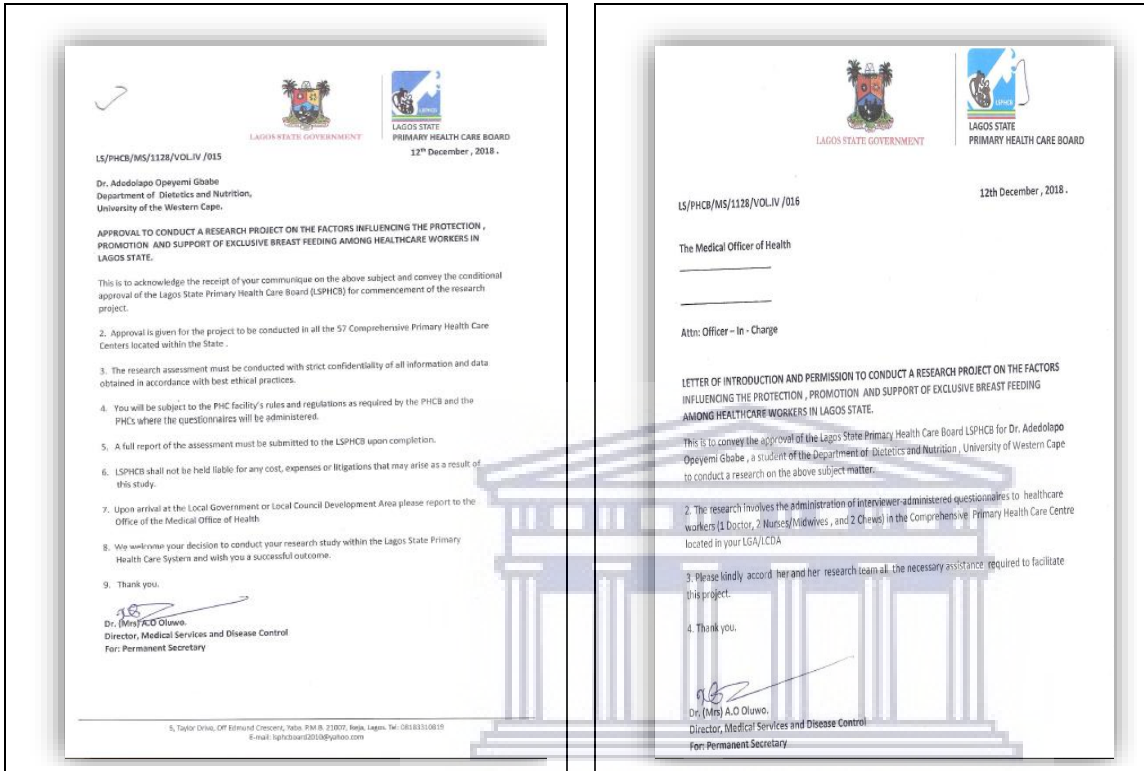 LAGOS STATE GOVERNMENT
LSPHCB
LAGOS STATE
PRIMARY HEALTH CARE BOARD
LS/PHCB/MS/1128/VOL.IV /015
12th December , 2018 .
Dr. Adedolapo Opeyemi Gbabe
Department of Dietetics and Nutrition,
University of the Western Cape.
APPROVAL TO CONDUCT A RESEARCH PROJECT ON THE FACTORS INFLUENCING THE PROTECTION ,
PROMOTION AND SUPPORT OF EXCLUSIVE BREAST FEEDING AMONG HEALTHCARE WORKERS IN
LAGOS STATE.
This is to acknowledge the receipt of your communique on the above subject and convey the conditional
approval of the Lagos State Primary Health Care Board (LSPHCB) for commencement of the research
project.
2. Approval is given for the project to be conducted in all the 57 Comprehensive Primary Health Care
Centers located within the State .
3. The research assessment must be conducted with strict confidentiality of all information and data
obtained in accordance with best ethical practices.
4. You will be subject to the PHC facility's rules and regulations as required by the PHCB and the
PHCs where the questionnaires will be administered.
5. A full report of the assessment must be submitted to the LSPHCB upon completion.
6. LSPHCB shall not be held liable for any cost, expenses or litigations that may arise as a result of
this study.
7. Upon arrival at the Local Government or Local Council Development Area please report to the
Office of the Medical Office of Health
8. We welcome your decision to conduct your research study within the Lagos State Primary
Health Care System and wish you a successful outcome.
9. Thank you.
Dr. (Mrs) A.O Oluwo.
Director, Medical Services and Disease Control
For: Permanent Secretary
5, Taylor Drive, Off Edmund Crescent, Yaba. P.M.B. 21007, Ikeja, Lagos. Tel: 08183310819
E-mail: lsphcboard2010@yahoo.com
LAGOS STATE GOVERNMENT
LSPHCB
LAGOS STATE
PRIMARY HEALTH CARE BOARD
12th December , 2018 .
LS/PHCB/MS/1128/VOL.IV /016
The Medical Officer of Health
Attn: Officer – In - Charge
LETTER OF INTRODUCTION AND PERMISSION TO CONDUCT A RESEARCH PROJECT ON THE FACTORS
INFLUENCING THE PROTECTION , PROMOTION AND SUPPORT OF EXCLUSIVE BREAST FEEDING
AMONG HEALTHCARE WORKERS IN LAGOS STATE.
This is to convey the approval of the Lagos State Primary Health Care Board LSPHCB for Dr. Adedolapo
Opeyemi Gbabe , a student of the Department of Dietetics and Nutrition , University of Western Cape
to conduct a research on the above subject matter.
2. The research involves the administration of interviewer-administered questionnaires to healthcare
workers (1 Doctor, 2 Nurses/Midwives , and 2 Chews) in the Comprehensive Primary Health Care Centre
located in your LGA/LCDA
3. Please kindly accord her and her research team all the necessary assistance required to facilitate
this project.
4. Thank you.
Dr. (Mrs) A.O Oluwo.
Director, Medical Services and Disease Control
For: Permanent Secretary